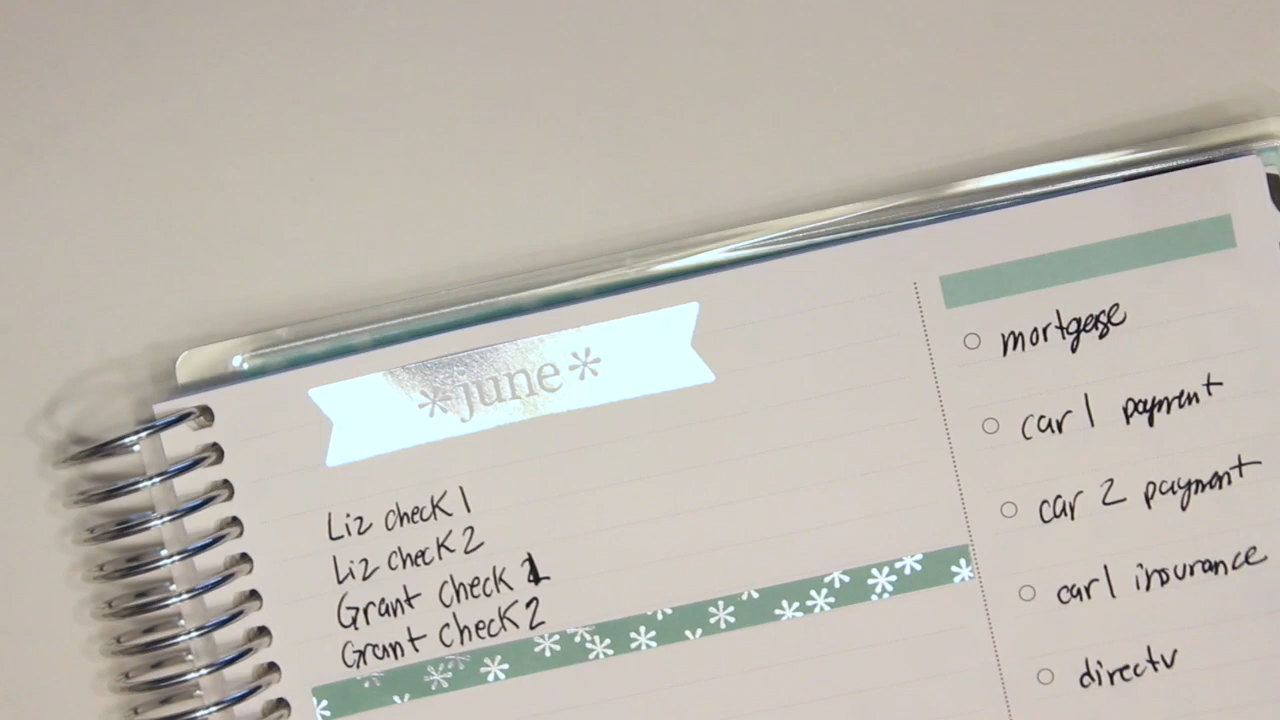 *june*
Liz check 1
Liz check 2
Grant check 1
Grant check 2
mortgage
car 1 payment
car 2 payment
car 1 insurance
directv